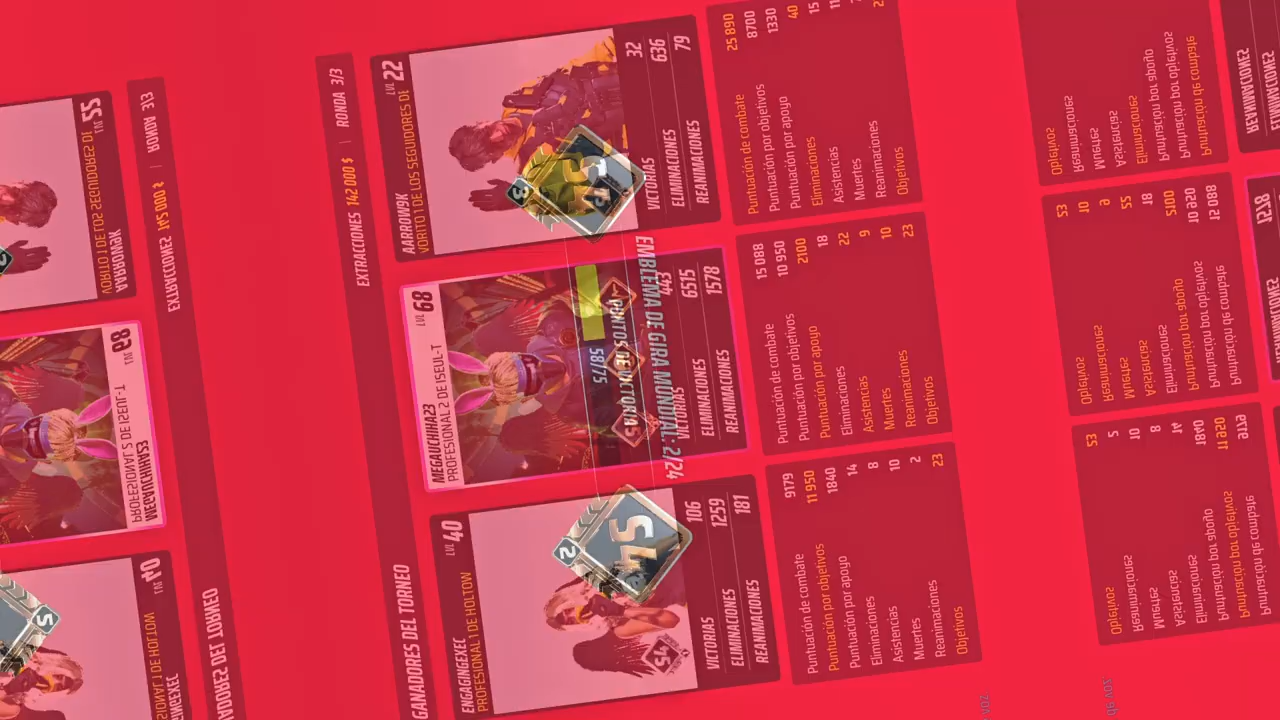 GANADORES DEL TORNEO
EXTRACCIONES 142 000 $ | RONDA 3/3
ENGAGINGEXEC
PROFESIONAL 1 DE HOLTOW
LVL 40
S4
2
VICTORIAS 106
ELIMINACIONES 1259
REANIMACIONES 181
Puntuación de combate 9179
Puntuación por objetivos 11 950
Puntuación por apoyo 1840
Eliminaciones 14
Asistencias 8
Muertes 10
Reanimaciones 2
Objetivos 23
MEGAUCHIHA23
PROFESIONAL 2 DE ISEUL-T
LVL 68
58/75
PUNTOS DE VICTORIA
EMBLEMA DE GIRA MUNDIAL: 2/24
VICTORIAS 443
ELIMINACIONES 6515
REANIMACIONES 1578
Puntuación de combate 15 088
Puntuación por objetivos 10 950
Puntuación por apoyo 2100
Eliminaciones 18
Asistencias 22
Muertes 9
Reanimaciones 10
Objetivos 23
AARROW9K
VORITO 1 DE LOS SEGUIDORES DE
LVL 22
3
VICTORIAS 32
ELIMINACIONES 636
REANIMACIONES 79
Puntuación de combate 25 890
Puntuación por objetivos 8700
Puntuación por apoyo 1330
Eliminaciones 40
Asistencias 15
Muertes
Reanimaciones
Objetivos